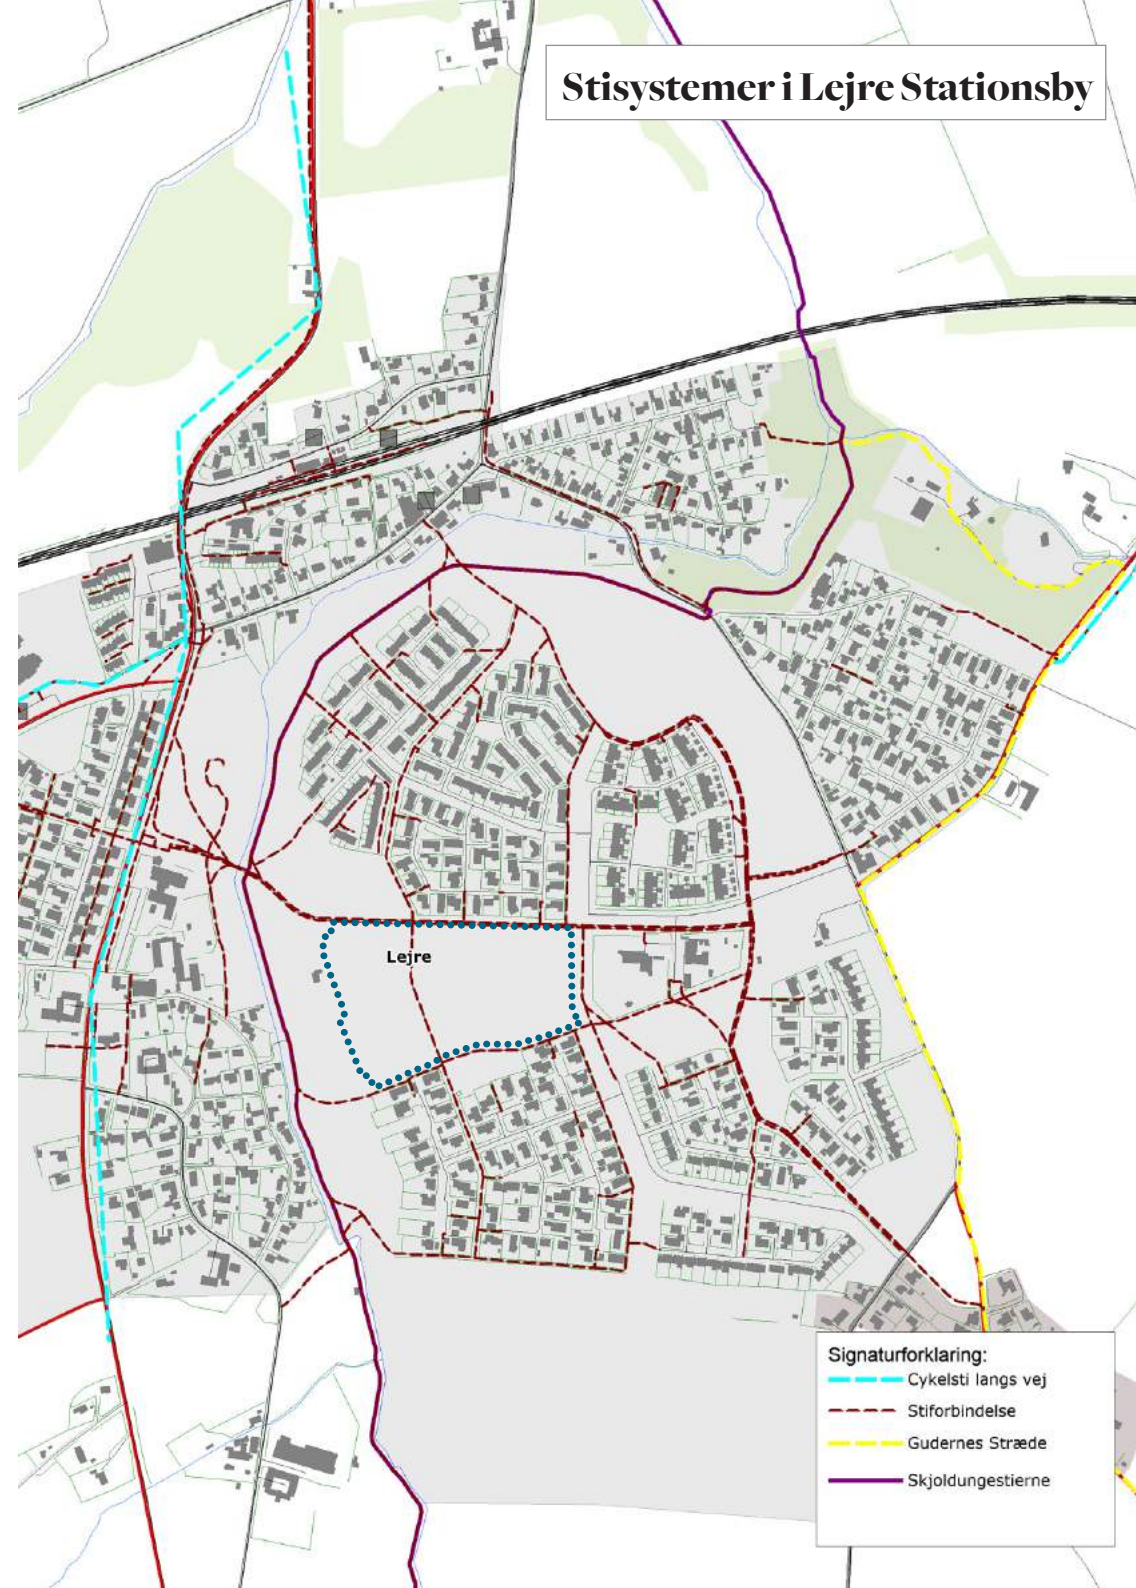 Stisystemer i Lejre Stationsby
Lejre
Signaturforklaring:
Cykelsti langs vej
Stiforbindelse
Gudernes Stræde
Skjoldungestierne